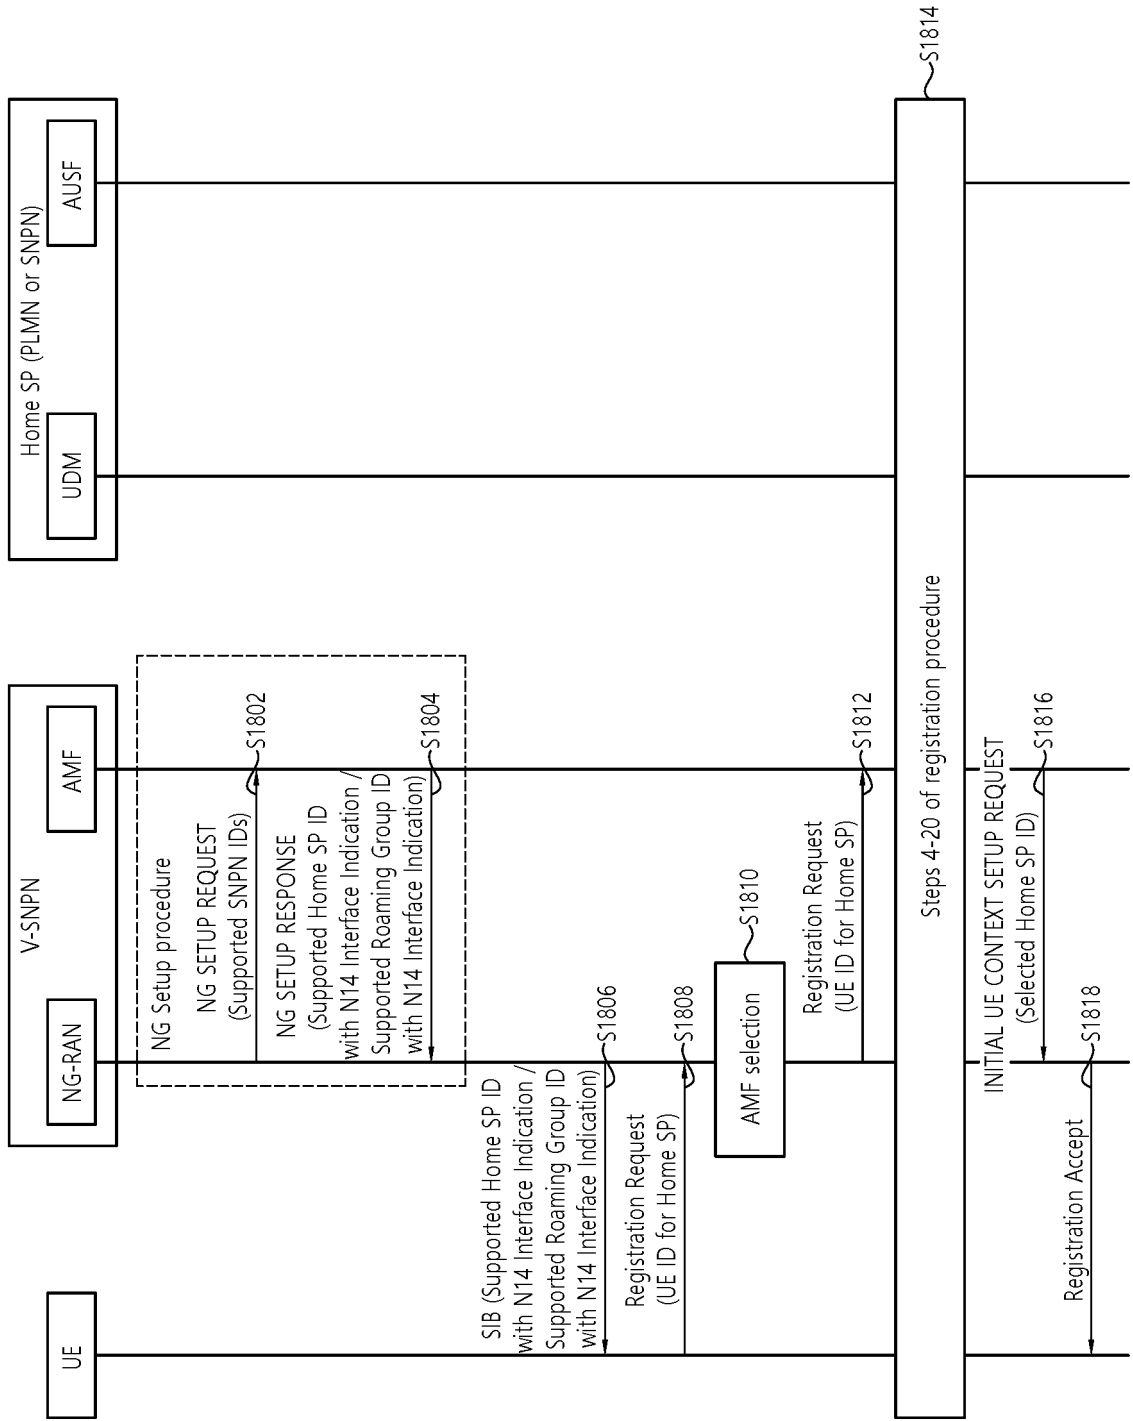 UE
V-SNPN
NG-RAN
AMF
Home SP (PLMN or SNPN)
UDM
AUSF
NG Setup procedure
NG SETUP REQUEST
(Supported SNPN IDs)
S1802
NG SETUP RESPONSE
(Supported Home SP ID
with N14 Interface Indication /
Supported Roaming Group ID
with N14 Interface Indication)
S1804
SIB (Supported Home SP ID
with N14 Interface Indication /
Supported Roaming Group ID
with N14 Interface Indication)
S1806
Registration Request
(UE ID for Home SP)
S1808
AMF selection
S1810
Registration Request
(UE ID for Home SP)
S1812
Steps 4-20 of registration procedure
S1814
INITIAL UE CONTEXT SETUP REQUEST
(Selected Home SP ID)
S1816
Registration Accept
S1818